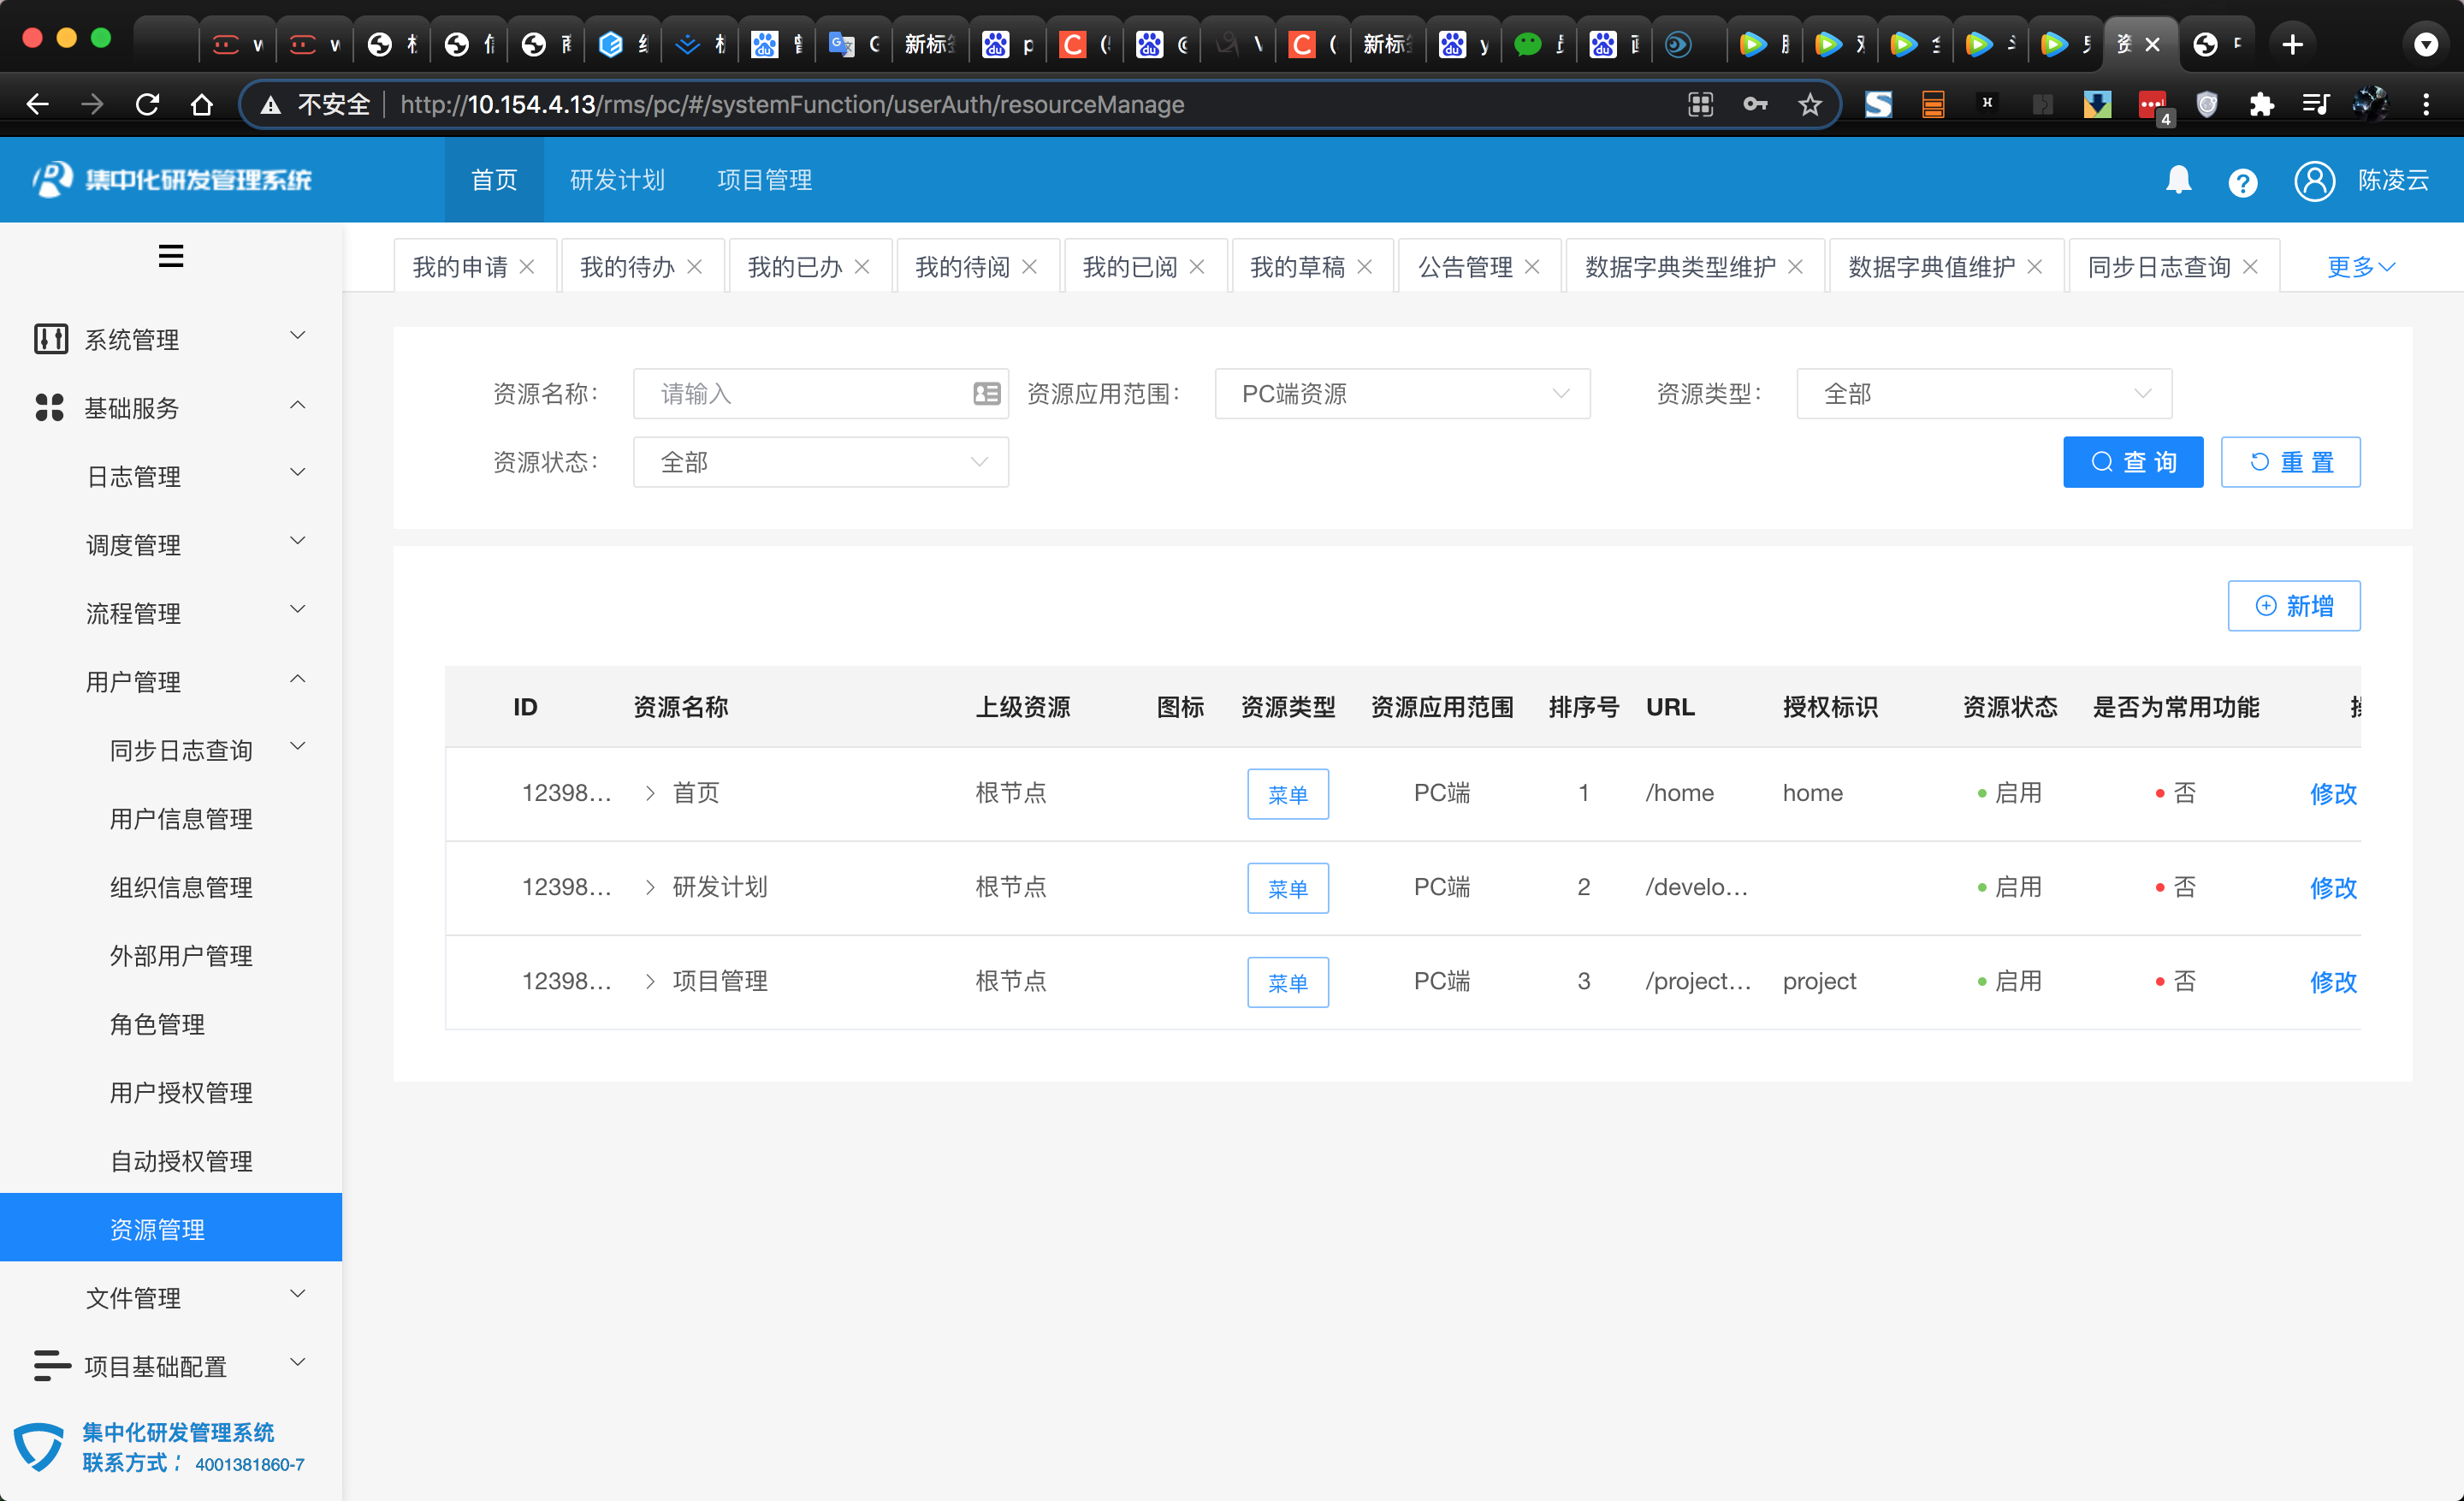 新标 新标
不安全 http://10.154.4.13/rms/pc/#/systemFunction/userAuth/resourceManage 4
集中化研发管理系统 首页 研发计划 项目管理 陈凌云
我的申请 我的待办 我的已办 我的待阅 我的已阅 我的草稿 公告管理 数据字典类型维护 数据字典值维护 同步日志查询 更多
系统管理
基础服务
日志管理
调度管理
流程管理
用户管理
同步日志查询
用户信息管理
组织信息管理
外部用户管理
角色管理
用户授权管理
自动授权管理
资源管理
文件管理
项目基础配置
集中化研发管理系统
联系方式: 4001381860-7
资源名称: 请输入 资源应用范围: PC端资源 资源类型: 全部
资源状态: 全部 查询 重置
新增
ID 资源名称 上级资源 图标 资源类型 资源应用范围 排序号 URL 授权标识 资源状态 是否为常用功能
12398... 首页 根节点 菜单 PC端 1 /home home 启用 否 修改
12398... 研发计划 根节点 菜单 PC端 2 /develo... 启用 否 修改
12398... 项目管理 根节点 菜单 PC端 3 /project... project 启用 否 修改